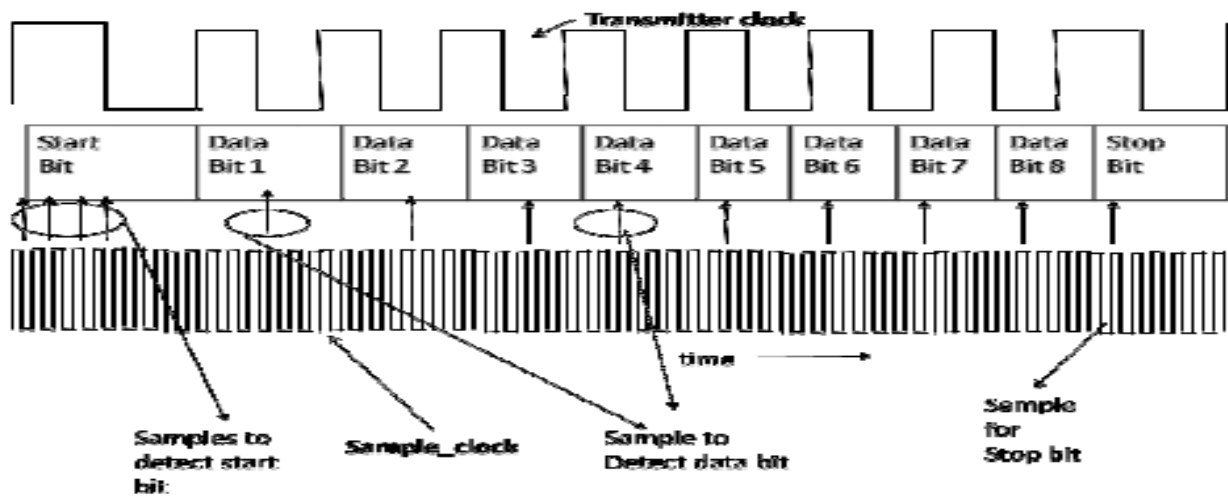 Transmitter clock
Start Bit
Data Bit 1
Data Bit 2
Data Bit 3
Data Bit 4
Data Bit 5
Data Bit 6
Data Bit 7
Data Bit 8
Stop Bit
time
Samples to
detect start
bit
Sample_clock
Sample to
Detect data bit
Sample
for
Stop bit